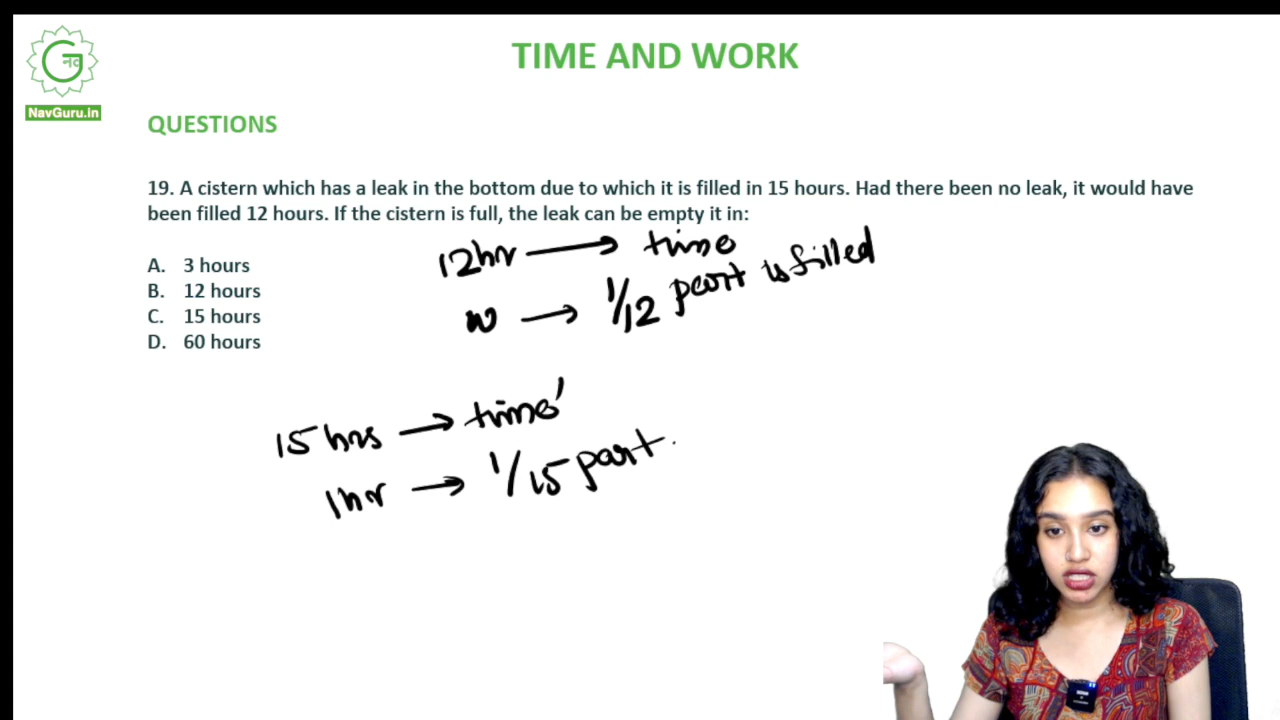 नव
NavGuru.in
TIME AND WORK
QUESTIONS
19. A cistern which has a leak in the bottom due to which it is filled in 15 hours. Had there been no leak, it would have
been filled 12 hours. If the cistern is full, the leak can be empty it in:
A. 3 hours
B. 12 hours
C. 15 hours
D. 60 hours
12hr → time
w → 1/12 part is filled
15 hrs → time'
1hr → 1/15 part.